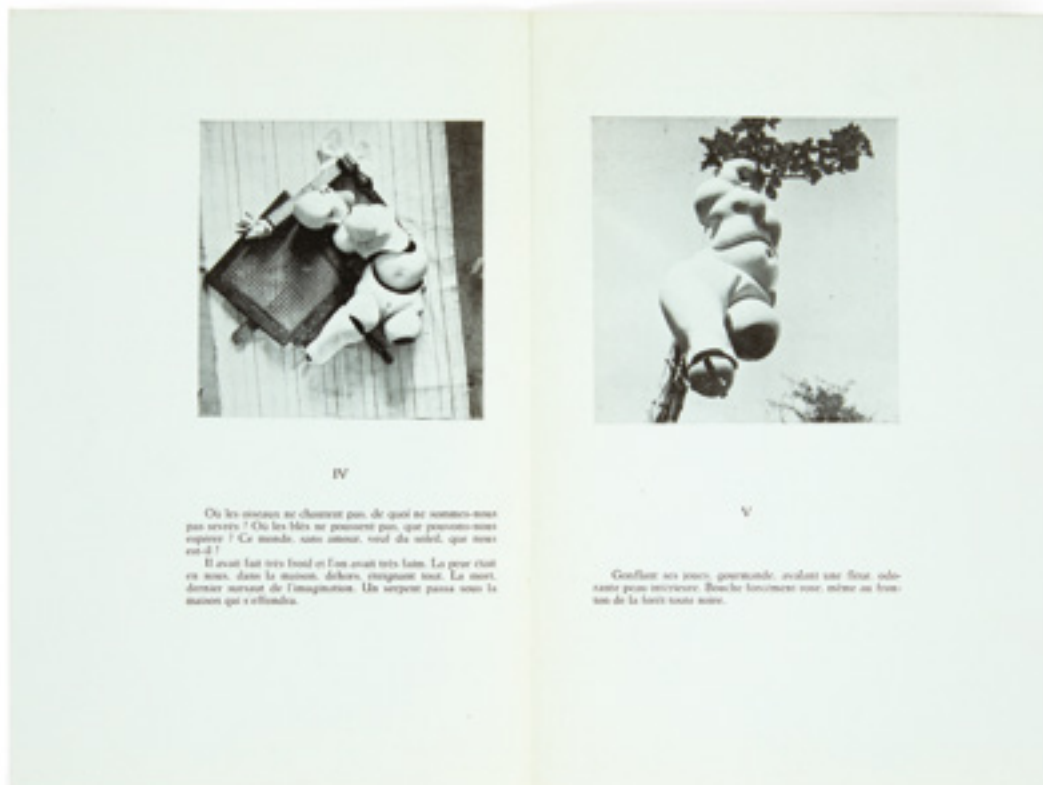 IV
Où les oiseaux ne chantent pas, de quoi ne sommes-nous
pas sevrés ? Où les blés ne poussent pas, que pouvons-nous
espérer ? Ce monde, sans amour, veuf du soleil, que nous
est-il ?
Il avait fait très froid et l'on avait très faim. La peur était
en nous, dans la maison, dehors, étreignant tout. La mort,
dernier sursaut de l'imagination. Un serpent passa sous la
maison qui s'effondra.
V
Gonflant ses joues, gourmande, avalant une fleur, odo-
rante peau intérieure. Bouche forcément rose, même au fron-
ton de la forêt toute noire.